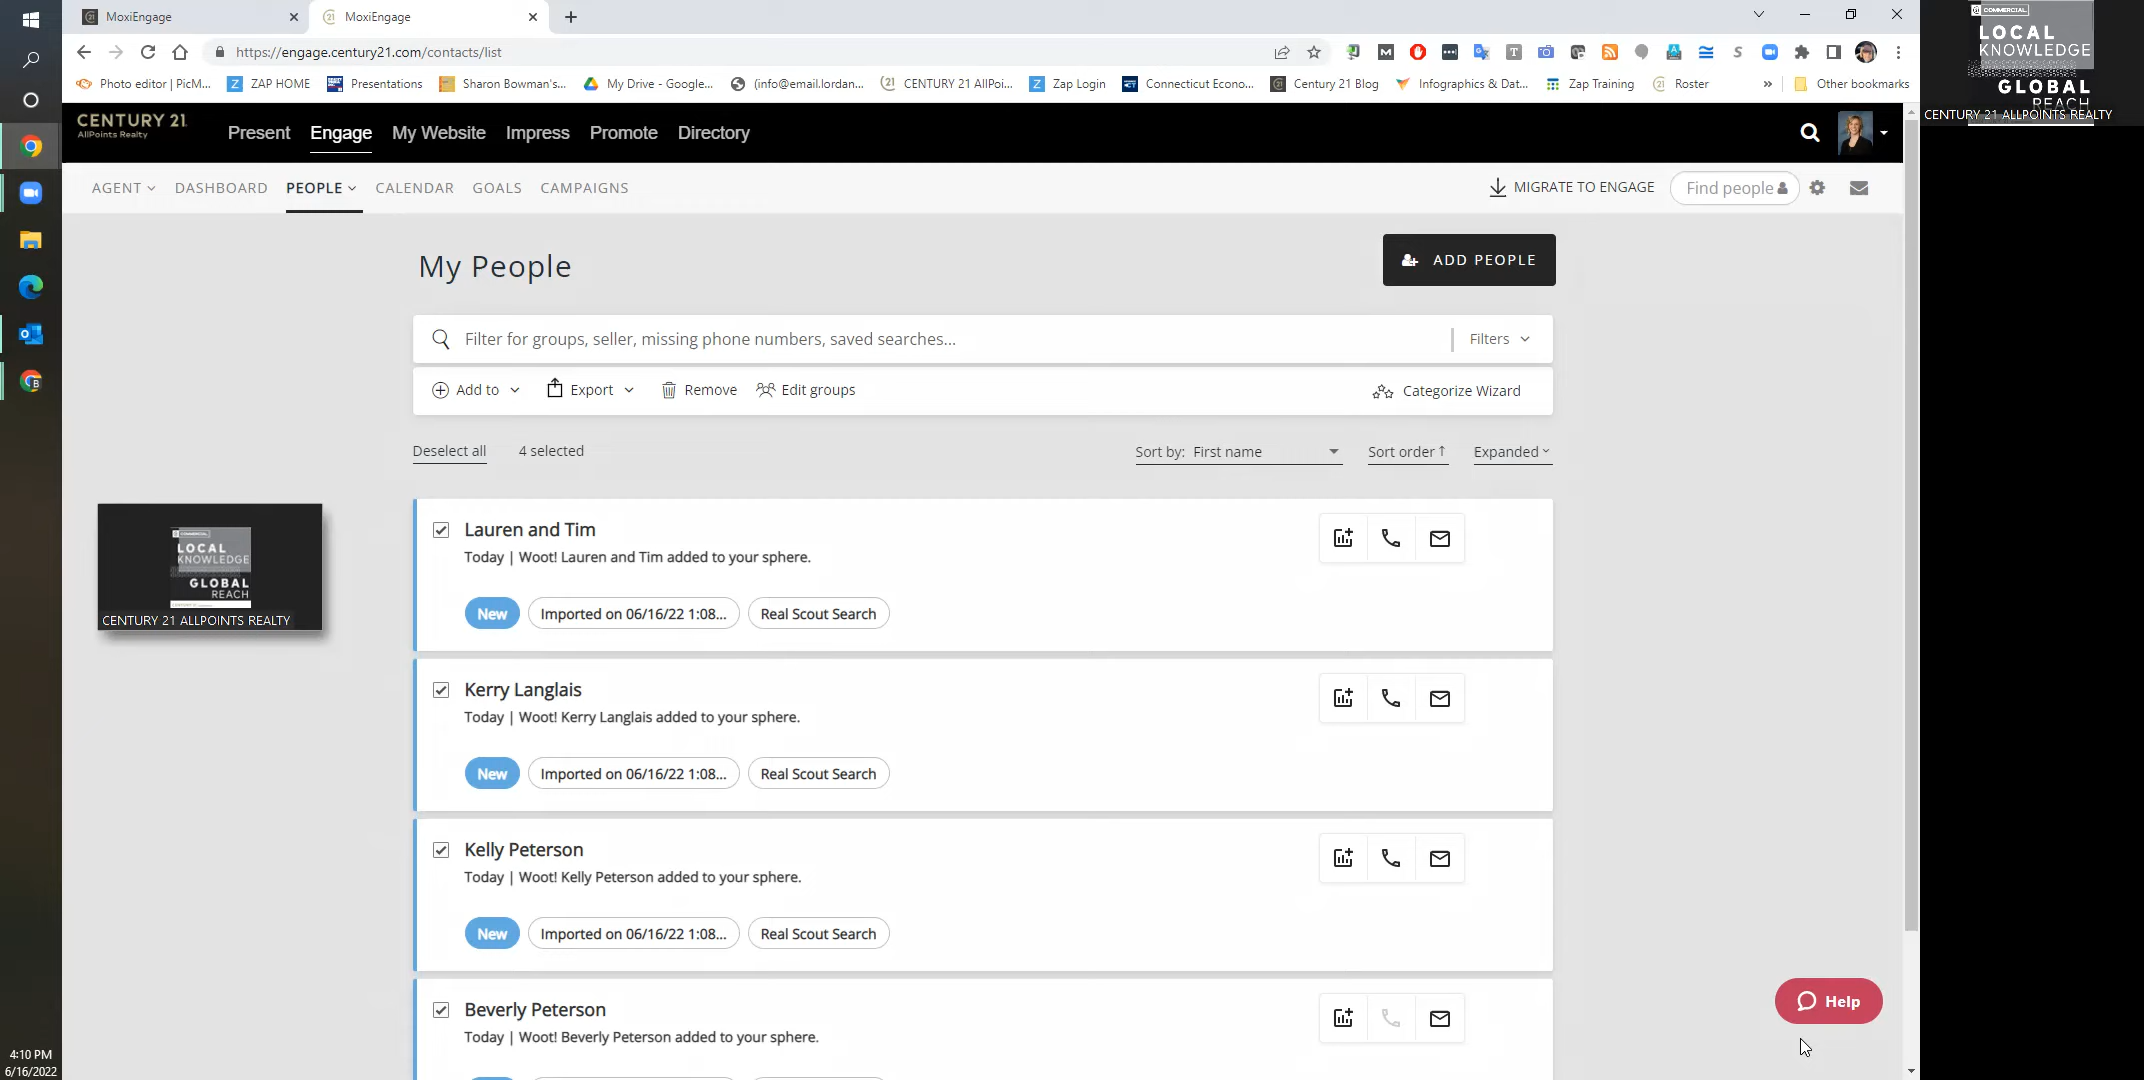 MoxiEngage
MoxiEngage
https://engage.century21.com/contacts/list
Photo editor | PicM...
ZAP HOME
Presentations
Sharon Bowman's...
My Drive - Google...
(info@email.lordan...
CENTURY 21 AllPoi...
Zap Login
Connecticut Econo...
Century 21 Blog
Infographics & Dat...
Zap Training
Roster
»
Other bookmarks
CENTURY 21.
AllPoints Realty
Present
Engage
My Website
Impress
Promote
Directory
AGENT
DASHBOARD
PEOPLE
CALENDAR
GOALS
CAMPAIGNS
MIGRATE TO ENGAGE
Find people
My People
ADD PEOPLE
Filter for groups, seller, missing phone numbers, saved searches...
Filters
Add to
Export
Remove
Edit groups
Categorize Wizard
Deselect all
4 selected
Sort by: First name
Sort order
Expanded
Lauren and Tim
Today | Woot! Lauren and Tim added to your sphere.
New
Imported on 06/16/22 1:08...
Real Scout Search
Kerry Langlais
Today | Woot! Kerry Langlais added to your sphere.
New
Imported on 06/16/22 1:08...
Real Scout Search
Kelly Peterson
Today | Woot! Kelly Peterson added to your sphere.
New
Imported on 06/16/22 1:08...
Real Scout Search
Beverly Peterson
Today | Woot! Beverly Peterson added to your sphere.
Help
COMMERCIAL
LOCAL
KNOWLEDGE
GLOBAL
REACH
CENTURY 21 ALLPOINTS REALTY
COMMERCIAL
LOCAL
KNOWLEDGE
GLOBAL
REACH
CENTURY 21 ALLPOINTS REALTY
4:10 PM
6/16/2022